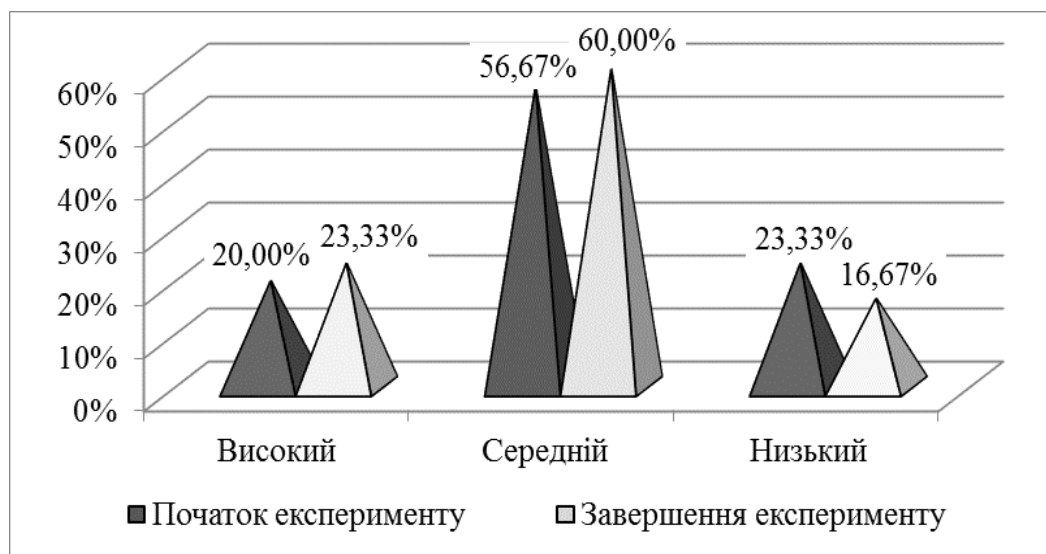 60,00%
56,67%
60%
50%
40%
30%
20%
10%
0%
20,00%
23,33%
23,33%
16,67%
Високий
Середній
Низький
Початок експерименту
Завершення експерименту